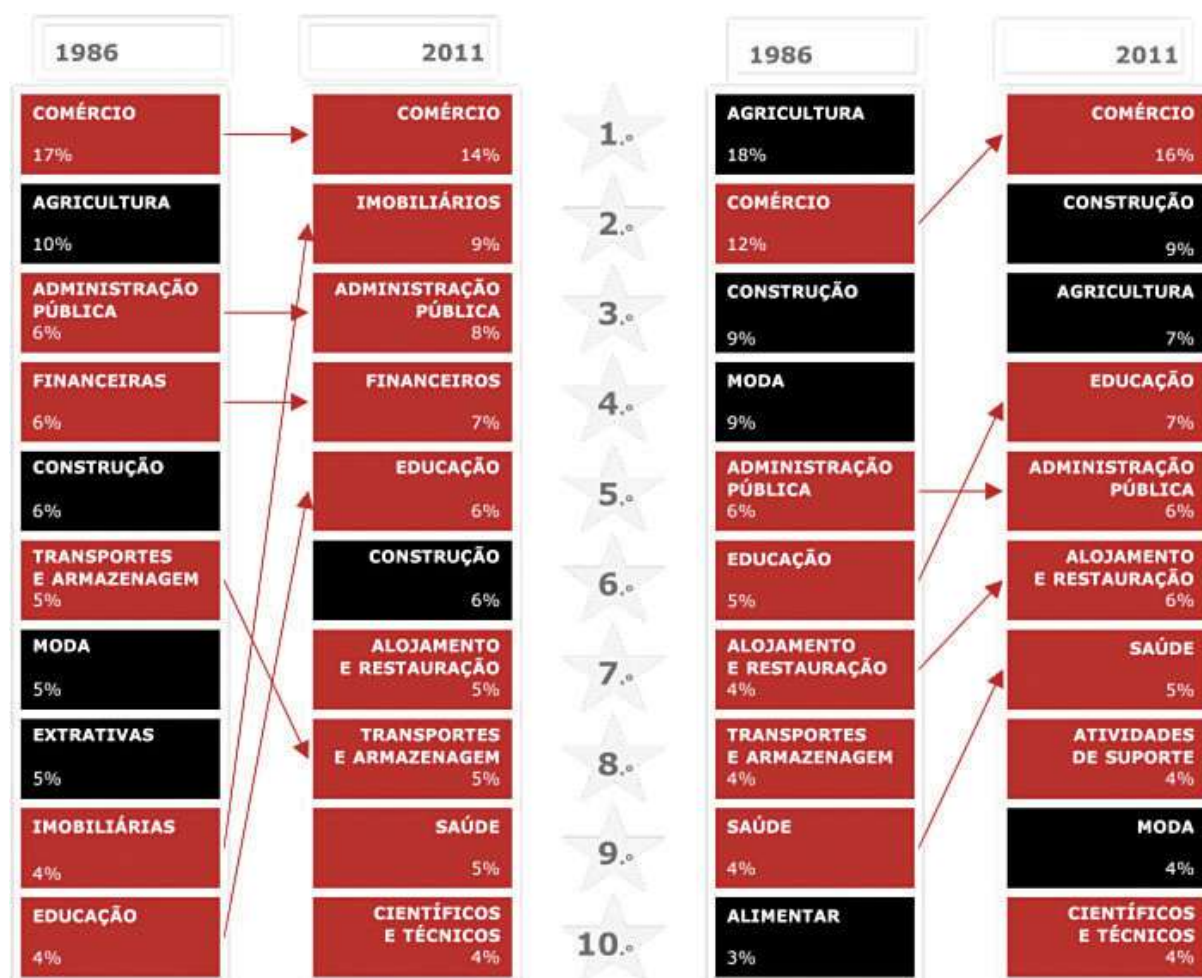 1986
2011
COMÉRCIO
17%
AGRICULTURA
10%
ADMINISTRAÇÃO
PÚBLICA
6%
FINANCEIRAS
6%
CONSTRUÇÃO
6%
TRANSPORTES
E ARMAZENAGEM
5%
MODA
5%
EXTRATIVAS
5%
IMOBILIÁRIAS
4%
EDUCAÇÃO
4%
COMÉRCIO
14%
IMOBILIÁRIOS
9%
ADMINISTRAÇÃO
PÚBLICA
8%
FINANCEIROS
7%
EDUCAÇÃO
6%
CONSTRUÇÃO
6%
ALOJAMENTO
E RESTAURAÇÃO
5%
TRANSPORTES
E ARMAZENAGEM
5%
SAÚDE
5%
CIENTÍFICOS
E TÉCNICOS
4%
1.º
2.º
3.º
4.º
5.º
6.º
7.º
8.º
9.º
10.º
1986
2011
AGRICULTURA
18%
COMÉRCIO
12%
CONSTRUÇÃO
9%
MODA
9%
ADMINISTRAÇÃO
PÚBLICA
6%
EDUCAÇÃO
5%
ALOJAMENTO
E RESTAURAÇÃO
4%
TRANSPORTES
E ARMAZENAGEM
4%
SAÚDE
4%
ALIMENTAR
3%
COMÉRCIO
16%
CONSTRUÇÃO
9%
AGRICULTURA
7%
EDUCAÇÃO
7%
ADMINISTRAÇÃO
PÚBLICA
6%
ALOJAMENTO
E RESTAURAÇÃO
6%
SAÚDE
5%
ATIVIDADES
DE SUPORTE
4%
MODA
4%
CIENTÍFICOS
E TÉCNICOS
4%